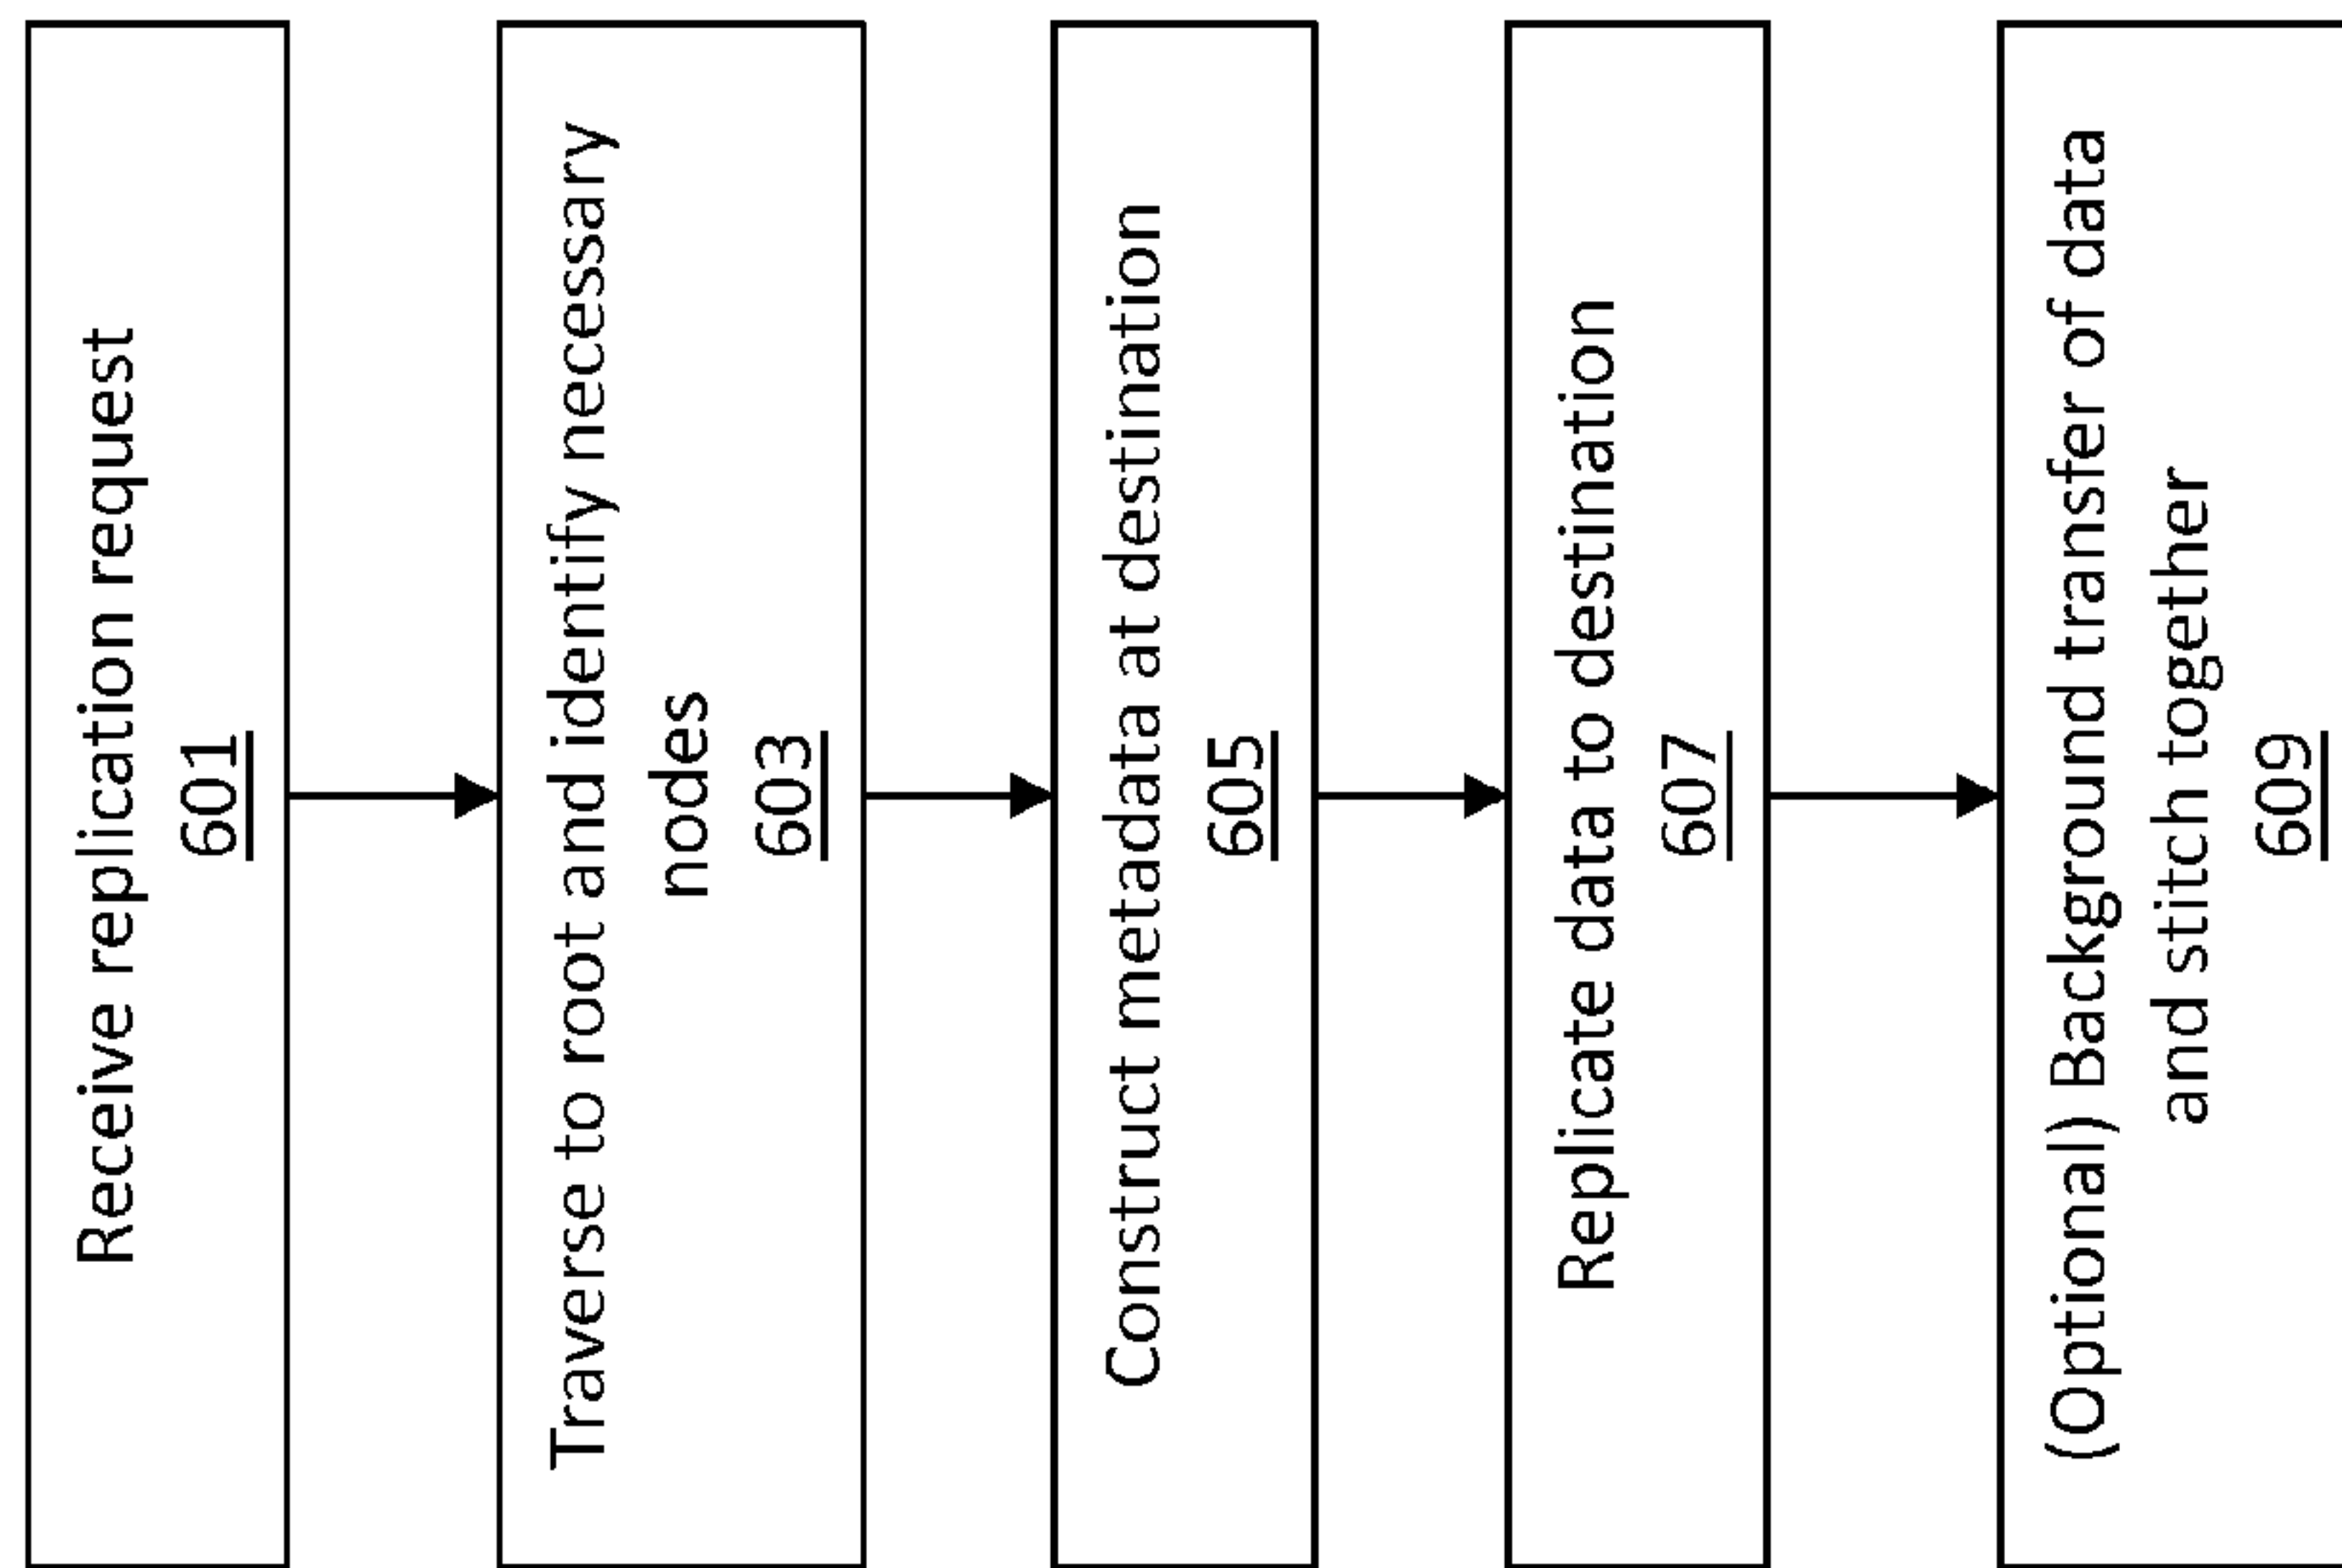 Receive replication request
601
Traverse to root and identify necessary
nodes
603
Construct metadata at destination
605
Replicate data to destination
607
(Optional) Background transfer of data
and stitch together
609